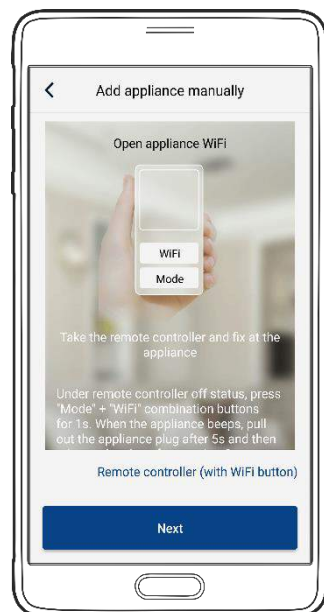 Add appliance manually
Open appliance WiFi
WiFi
Mode
Take the remote controller and fix at the
appliance
Under remote controller off status, press
"Mode" + "WiFi" combination buttons
for 1s. When the appliance beeps, pull
out the appliance plug after 5s and then
Remote controller (with WiFi button)
Next